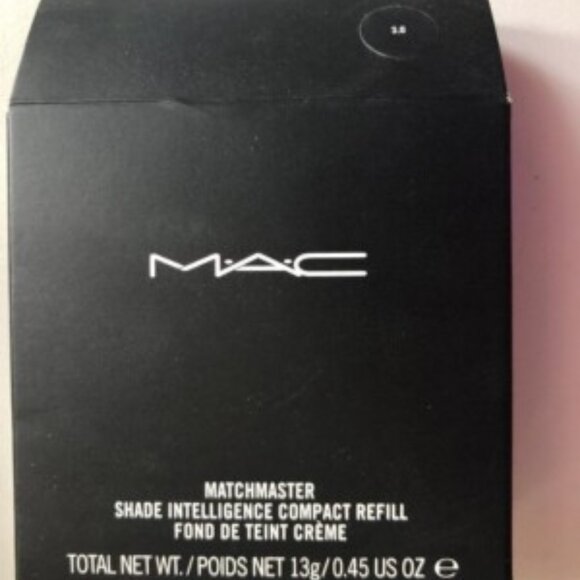 3.0
M·A·C
MATCHMASTER
SHADE INTELLIGENCE COMPACT REFILL
FOND DE TEINT CRÈME
TOTAL NET WT. / POIDS NET 13g / 0.45 US OZ ℮